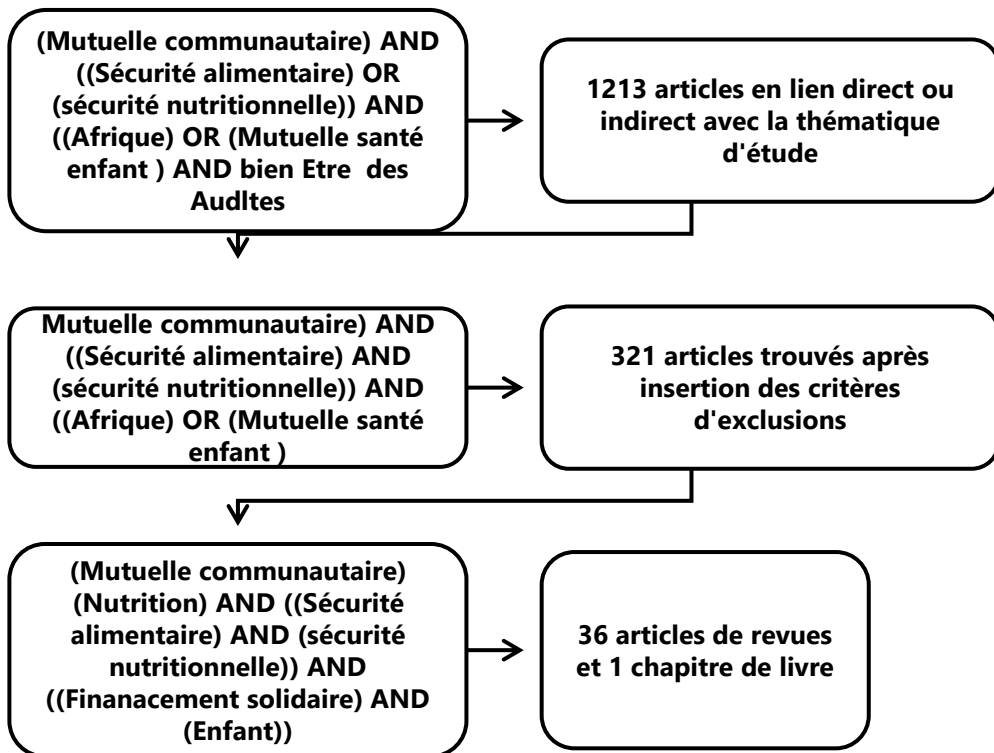 (Mutuelle communautaire) AND
((Sécurité alimentaire) OR
(sécurité nutritionnelle)) AND
((Afrique) OR (Mutuelle santé
enfant ) AND bien Etre des
Audltes
1213 articles en lien direct ou
indirect avec la thématique
d'étude
Mutuelle communautaire) AND
((Sécurité alimentaire) AND
(sécurité nutritionnelle)) AND
((Afrique) OR (Mutuelle santé
enfant )
321 articles trouvés après
insertion des critères
d'exclusions
(Mutuelle communautaire)
(Nutrition) AND ((Sécurité
alimentaire) AND (sécurité
nutritionnelle)) AND
((Finanacement solidaire) AND
(Enfant))
36 articles de revues
et 1 chapitre de livre